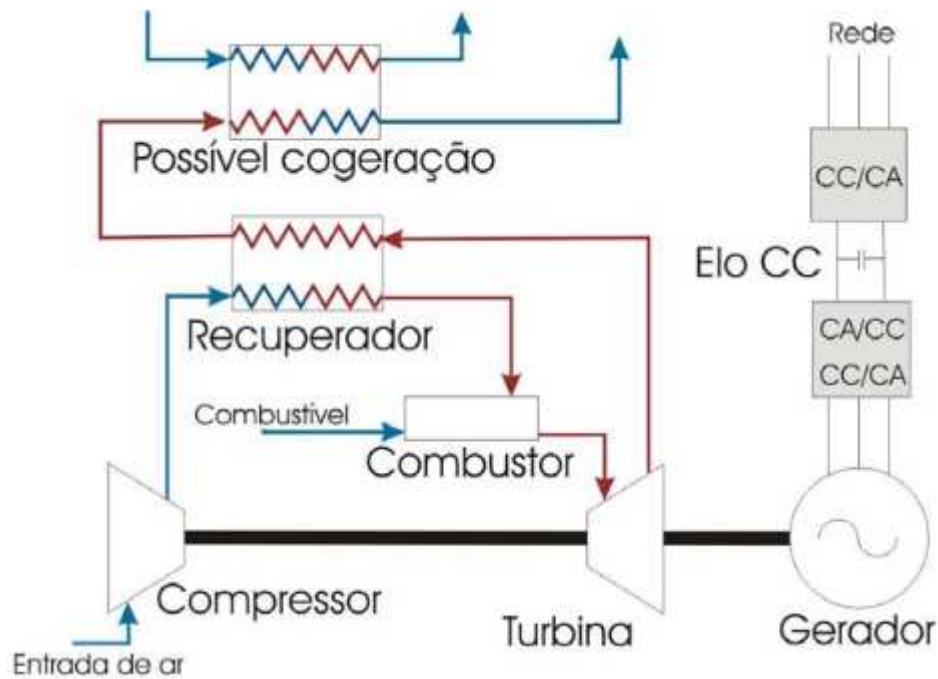 Rede
Possível cogeração
CC/CA
Elo CC
Recuperador
CA/CC
CC/CA
Combustível
Combustor
Compressor
Turbina
Gerador
Entrada de ar